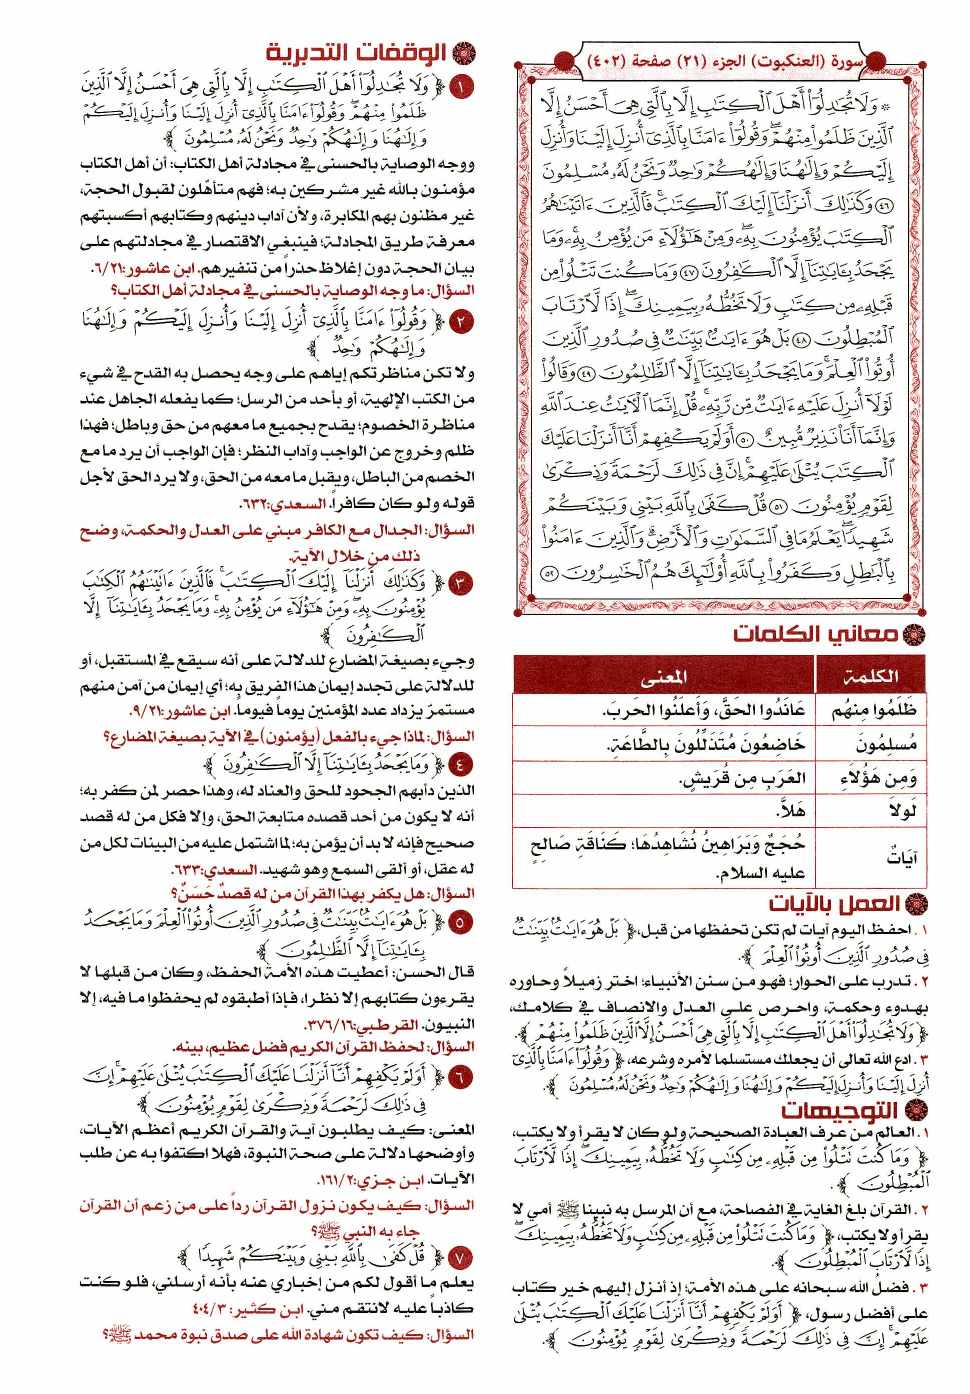 سورة (العنكبوت) الجزء (٢١) صفحة (٤٠٢)
۞ وَلَا تُجَـٰدِلُوٓا۟ أَهْلَ ٱلْكِتَـٰبِ إِلَّا بِٱلَّتِى هِىَ أَحْسَنُ إِلَّا
ٱلَّذِينَ ظَلَمُوا۟ مِنْهُمْ ۖ وَقُولُوٓا۟ ءَامَنَّا بِٱلَّذِىٓ أُنزِلَ إِلَيْنَا وَأُنزِلَ
إِلَيْكُمْ وَإِلَـٰهُنَا وَإِلَـٰهُكُمْ وَٰحِدٌ وَنَحْنُ لَهُۥ مُسْلِمُونَ
٤٦ وَكَذَٰلِكَ أَنزَلْنَآ إِلَيْكَ ٱلْكِتَـٰبَ ۚ فَٱلَّذِينَ ءَاتَيْنَـٰهُمُ
ٱلْكِتَـٰبَ يُؤْمِنُونَ بِهِۦ ۖ وَمِنْ هَـٰٓؤُلَآءِ مَن يُؤْمِنُ بِهِۦ ۚ وَمَا
يَجْحَدُ بِـَٔايَـٰتِنَآ إِلَّا ٱلْكَـٰفِرُونَ ٤٧ وَمَا كُنتَ تَتْلُوا۟ مِن
قَبْلِهِۦ مِن كِتَـٰبٍ وَلَا تَخُطُّهُۥ بِيَمِينِكَ ۖ إِذًا لَّٱرْتَابَ
ٱلْمُبْطِلُونَ ٤٨ بَلْ هُوَ ءَايَـٰتٌۢ بَيِّنَـٰتٌ فِى صُدُورِ ٱلَّذِينَ
أُوتُوا۟ ٱلْعِلْمَ ۚ وَمَا يَجْحَدُ بِـَٔايَـٰتِنَآ إِلَّا ٱلظَّـٰلِمُونَ ٤٩ وَقَالُوا۟
لَوْلَآ أُنزِلَ عَلَيْهِ ءَايَـٰتٌ مِّن رَّبِّهِۦ ۖ قُلْ إِنَّمَا ٱلْـَٔايَـٰتُ عِندَ ٱللَّهِ
وَإِنَّمَآ أَنَا۠ نَذِيرٌ مُّبِينٌ ٥٠ أَوَلَمْ يَكْفِهِمْ أَنَّآ أَنزَلْنَا عَلَيْكَ
ٱلْكِتَـٰبَ يُتْلَىٰ عَلَيْهِمْ ۚ إِنَّ فِى ذَٰلِكَ لَرَحْمَةً وَذِكْرَىٰ
لِقَوْمٍ يُؤْمِنُونَ ٥١ قُلْ كَفَىٰ بِٱللَّهِ بَيْنِى وَبَيْنَكُمْ
شَهِيدًا ۖ يَعْلَمُ مَا فِى ٱلسَّمَـٰوَٰتِ وَٱلْأَرْضِ ۗ وَٱلَّذِينَ ءَامَنُوا۟
بِٱلْبَـٰطِلِ وَكَفَرُوا۟ بِٱللَّهِ أُو۟لَـٰٓئِكَ هُمُ ٱلْخَـٰسِرُونَ ٥٢
معاني الكلمات
الكلمة المعنى
ظَلَمُوا مِنهُم عَانَدُوا الحَقَّ، وَأَعلَنُوا الحَربَ.
مُسلِمُونَ خَاضِعُونَ مُتَذَلِّلُونَ بِالطَّاعَةِ.
وَمِن هَؤُلَاءِ العَرَبِ مِن قُرَيشٍ.
لَولَا هَلاَّ.
آيَاتٌ حُجَجٌ وَبَرَاهِينُ نُشَاهِدُهَا؛ كَنَاقَةِ صَالِحٍ
عليه السلام.
العمل بالآيات
١. احفظ اليوم آيات لم تكن تحفظها من قبل، ﴿ بَلْ هُوَ ءَايَـٰتٌۢ بَيِّنَـٰتٌ
فِى صُدُورِ ٱلَّذِينَ أُوتُوا۟ ٱلْعِلْمَ ﴾.
٢. تدرب على الحوار؛ فهو من سنن الأنبياء؛ اختر زميلاً وحاوره
بهدوء وحكمة، واحرص على العدل والإنصاف في كلامك،
﴿ وَلَا تُجَـٰدِلُوٓا۟ أَهْلَ ٱلْكِتَـٰبِ إِلَّا بِٱلَّتِى هِىَ أَحْسَنُ إِلَّا ٱلَّذِينَ ظَلَمُوا۟ مِنْهُمْ ﴾.
٣. ادع الله تعالى أن يجعلك مستسلما لأمره وشرعه، ﴿ وَقُولُوٓا۟ ءَامَنَّا بِٱلَّذِىٓ
أُنزِلَ إِلَيْنَا وَأُنزِلَ إِلَيْكُمْ وَإِلَـٰهُنَا وَإِلَـٰهُكُمْ وَٰحِدٌ وَنَحْنُ لَهُۥ مُسْلِمُونَ ﴾.
التوجيهات
١. العالم من عرف العبادة الصحيحة ولو كان لا يقرأ ولا يكتب،
﴿ وَمَا كُنتَ تَتْلُوا۟ مِن قَبْلِهِۦ مِن كِتَـٰبٍ وَلَا تَخُطُّهُۥ بِيَمِينِكَ ۖ إِذًا لَّٱرْتَابَ
ٱلْمُبْطِلُونَ ﴾.
٢. القرآن بلغ الغاية في الفصاحة، مع أن المرسل به نبينا ﷺ أمي لا
يقرأ ولا يكتب، ﴿ وَمَا كُنتَ تَتْلُوا۟ مِن قَبْلِهِۦ مِن كِتَـٰبٍ وَلَا تَخُطُّهُۥ بِيَمِينِكَ ۖ
إِذًا لَّٱرْتَابَ ٱلْمُبْطِلُونَ ﴾.
٣. فضلُ الله سبحانه على هذه الأمة؛ إذ أنزل إليهم خير كتاب
على أفضل رسول، ﴿ أَوَلَمْ يَكْفِهِمْ أَنَّآ أَنزَلْنَا عَلَيْكَ ٱلْكِتَـٰبَ يُتْلَىٰ
عَلَيْهِمْ ۚ إِنَّ فِى ذَٰلِكَ لَرَحْمَةً وَذِكْرَىٰ لِقَوْمٍ يُؤْمِنُونَ ﴾.
الوقفات التدبرية
١ ﴿ وَلَا تُجَـٰدِلُوٓا۟ أَهْلَ ٱلْكِتَـٰبِ إِلَّا بِٱلَّتِى هِىَ أَحْسَنُ إِلَّا ٱلَّذِينَ
ظَلَمُوا۟ مِنْهُمْ ۖ وَقُولُوٓا۟ ءَامَنَّا بِٱلَّذِىٓ أُنزِلَ إِلَيْنَا وَأُنزِلَ إِلَيْكُمْ
وَإِلَـٰهُنَا وَإِلَـٰهُكُمْ وَٰحِدٌ وَنَحْنُ لَهُۥ مُسْلِمُونَ ﴾
ووجه الوصاية بالحسنى في مجادلة أهل الكتاب: أن أهل الكتاب
مؤمنون بالله غير مشركين به؛ فهم متأهّلون لقبول الحجة،
غير مظنون بهم المكابرة، ولأن آداب دينهم وكتابهم أكسبتهم
معرفة طريق المجادلة؛ فينبغي الاقتصار في مجادلتهم على
بيان الحجة دون إغلاظ حذراً من تنفيرهم. ابن عاشور:٦/٢١.
السؤال: ما وجه الوصاية بالحسنى في مجادلة أهل الكتاب؟
٢ ﴿ وَقُولُوٓا۟ ءَامَنَّا بِٱلَّذِىٓ أُنزِلَ إِلَيْنَا وَأُنزِلَ إِلَيْكُمْ وَإِلَـٰهُنَا
وَإِلَـٰهُكُمْ وَٰحِدٌ ﴾
ولا تكن مناظرتكم إياهم على وجه يحصل به القدح في شيء
من الكتب الإلهية، أو بأحد من الرسل؛ كما يفعله الجاهل عند
مناظرة الخصوم؛ يقدح بجميع ما معهم من حق وباطل؛ فهذا
ظلم وخروج عن الواجب وآداب النظر؛ فإن الواجب أن يرد ما مع
الخصم من الباطل، ويقبل ما معه من الحق، ولا يرد الحق لأجل
قوله ولو كان كافراً. السعدي:٦٣٢.
السؤال: الجدال مع الكافر مبني على العدل والحكمة، وضح
ذلك من خلال الآية.
٣ ﴿ وَكَذَٰلِكَ أَنزَلْنَآ إِلَيْكَ ٱلْكِتَـٰبَ ۚ فَٱلَّذِينَ ءَاتَيْنَـٰهُمُ ٱلْكِتَـٰبَ
يُؤْمِنُونَ بِهِۦ ۖ وَمِنْ هَـٰٓؤُلَآءِ مَن يُؤْمِنُ بِهِۦ ۚ وَمَا يَجْحَدُ بِـَٔايَـٰتِنَآ إِلَّا
ٱلْكَـٰفِرُونَ ﴾
وجيء بصيغة المضارع للدلالة على أنه سيقع في المستقبل، أو
للدلالة على تجدد إيمان هذا الفريق به؛ أي إيمان من آمن منهم
مستمرّ يزداد عدد المؤمنين يوماً فيوما. ابن عاشور:٩/٢١.
السؤال: لماذا جيء بالفعل (يؤمنون) في الآية بصيغة المضارع؟
٤ ﴿ وَمَا يَجْحَدُ بِـَٔايَـٰتِنَآ إِلَّا ٱلْكَـٰفِرُونَ ﴾
الذين دأبهم الجحود للحق والعناد له، وهذا حصر لمن كفر به؛
أنه لا يكون من أحد قصده متابعة الحق، وإلا فكل من له قصد
صحيح فإنه لا بد أن يؤمن به؛ لما اشتمل عليه من البينات لكل من
له عقل، أو ألقى السمع وهو شهيد. السعدي:٦٣٣.
السؤال: هل يكفر بهذا القرآن من له قصدٌ حَسَنٌ؟
٥ ﴿ بَلْ هُوَ ءَايَـٰتٌۢ بَيِّنَـٰتٌ فِى صُدُورِ ٱلَّذِينَ أُوتُوا۟ ٱلْعِلْمَ ۚ وَمَا يَجْحَدُ
بِـَٔايَـٰتِنَآ إِلَّا ٱلظَّـٰلِمُونَ ﴾
قال الحسن: أعطيت هذه الأمة الحفظ، وكان من قبلها لا
يقرءون كتابهم إلا نظرا، فإذا أطبقوه لم يحفظوا ما فيه، إلا
النبيون. القرطبي:٣٧٦/١٦.
السؤال: لحفظ القرآن الكريم فضل عظيم، بينه.
٦ ﴿ أَوَلَمْ يَكْفِهِمْ أَنَّآ أَنزَلْنَا عَلَيْكَ ٱلْكِتَـٰبَ يُتْلَىٰ عَلَيْهِمْ ۚ إِنَّ
فِى ذَٰلِكَ لَرَحْمَةً وَذِكْرَىٰ لِقَوْمٍ يُؤْمِنُونَ ﴾
المعنى: كيف يطلبون آية والقرآن الكريم أعظم الآيات،
وأوضحها دلالة على صحة النبوة، فهلا اكتفوا به عن طلب
الآيات. ابن جزي:١٦١/٢.
السؤال: كيف يكون نزول القرآن رداً على من زعم أن القرآن
جاء به النبي ﷺ؟
٧ ﴿ قُلْ كَفَىٰ بِٱللَّهِ بَيْنِى وَبَيْنَكُمْ شَهِيدًا ﴾
يعلم ما أقول لكم من إخباري عنه بأنه أرسلني، فلو كنت
كاذباً عليه لانتقم مني. ابن كثير: ٤٠٤/٣.
السؤال: كيف تكون شهادة الله على صدق نبوة محمد ﷺ؟